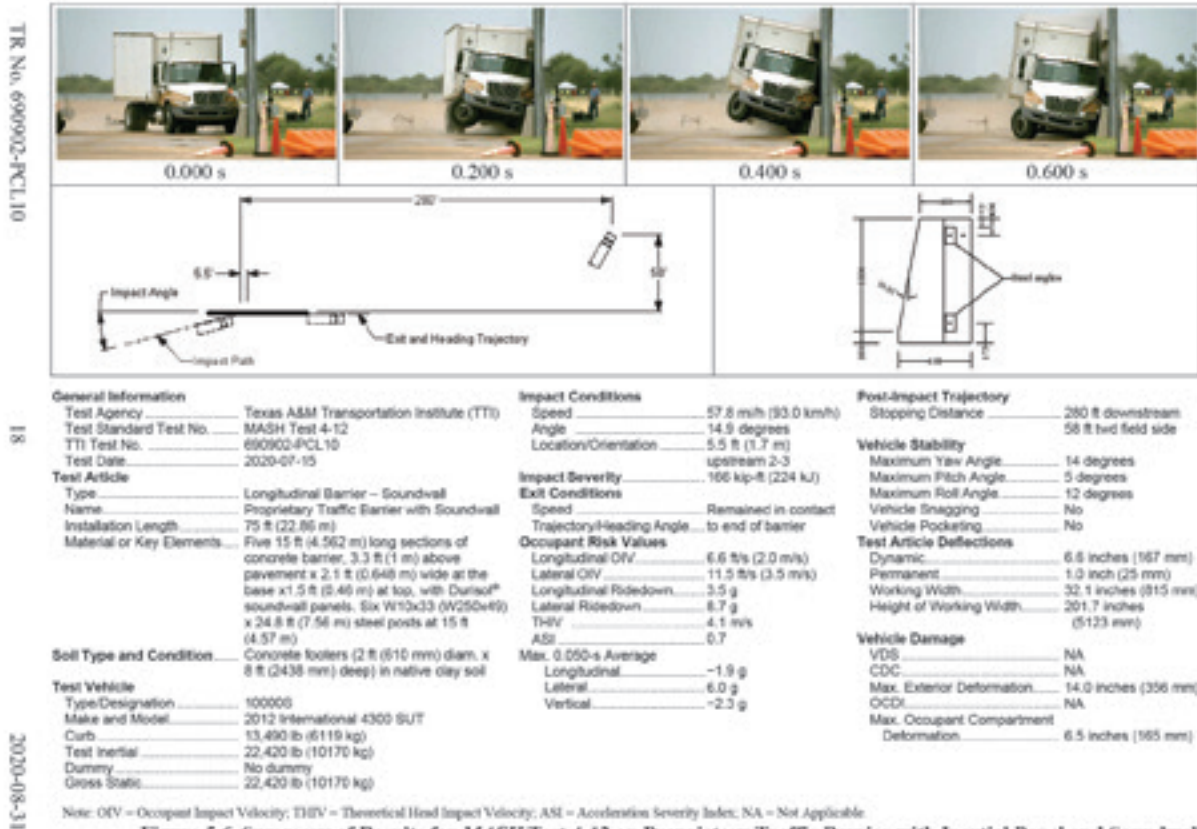 TR No. 690902-PCL10
18
2020-08-31
0.000 s
0.200 s
0.400 s
0.600 s
280'
6.5'
58'
Impact Angle
Exit and Heading Trajectory
Impact Path
Steel angles
General Information
Test Agency Texas A&M Transportation Institute (TTI)
Test Standard Test No. MASH Test 4-12
TTI Test No. 690902-PCL10
Test Date 2020-07-15
Test Article
Type Longitudinal Barrier – Soundwall
Name Proprietary Traffic Barrier with Soundwall
Installation Length 75 ft (22.86 m)
Material or Key Elements Five 15 ft (4.562 m) long sections of
concrete barrier, 3.3 ft (1 m) above
pavement x 2.1 ft (0.648 m) wide at the
base x1.5 ft (0.46 m) at top, with Durisol®
soundwall panels. Six W10x33 (W250x49)
x 24.8 ft (7.56 m) steel posts at 15 ft
(4.57 m)
Soil Type and Condition Concrete footers (2 ft (610 mm) diam. x
8 ft (2438 mm) deep) in native clay soil
Test Vehicle
Type/Designation 10000S
Make and Model 2012 International 4300 SUT
Curb 13,490 lb (6119 kg)
Test Inertial 22,420 lb (10170 kg)
Dummy No dummy
Gross Static 22,420 lb (10170 kg)
Impact Conditions
Speed 57.8 mi/h (93.0 km/h)
Angle 14.9 degrees
Location/Orientation 5.5 ft (1.7 m)
upstream 2-3
Impact Severity 166 kip-ft (224 kJ)
Exit Conditions
Speed Remained in contact
Trajectory/Heading Angle to end of barrier
Occupant Risk Values
Longitudinal OIV 6.6 ft/s (2.0 m/s)
Lateral OIV 11.5 ft/s (3.5 m/s)
Longitudinal Ridedown 3.5 g
Lateral Ridedown 8.7 g
THIV 4.1 m/s
ASI 0.7
Max. 0.050-s Average
Longitudinal −1.9 g
Lateral 6.0 g
Vertical −2.3 g
Post-Impact Trajectory
Stopping Distance 280 ft downstream
58 ft twd field side
Vehicle Stability
Maximum Yaw Angle 14 degrees
Maximum Pitch Angle 5 degrees
Maximum Roll Angle 12 degrees
Vehicle Snagging No
Vehicle Pocketing No
Test Article Deflections
Dynamic 6.6 inches (167 mm)
Permanent 1.0 inch (25 mm)
Working Width 32.1 inches (815 mm)
Height of Working Width 201.7 inches
(5123 mm)
Vehicle Damage
VDS NA
CDC NA
Max. Exterior Deformation 14.0 inches (356 mm)
OCDI NA
Max. Occupant Compartment
Deformation 6.5 inches (165 mm)
Note: OIV = Occupant Impact Velocity; THIV = Theoretical Head Impact Velocity; ASI = Acceleration Severity Index; NA = Not Applicable.